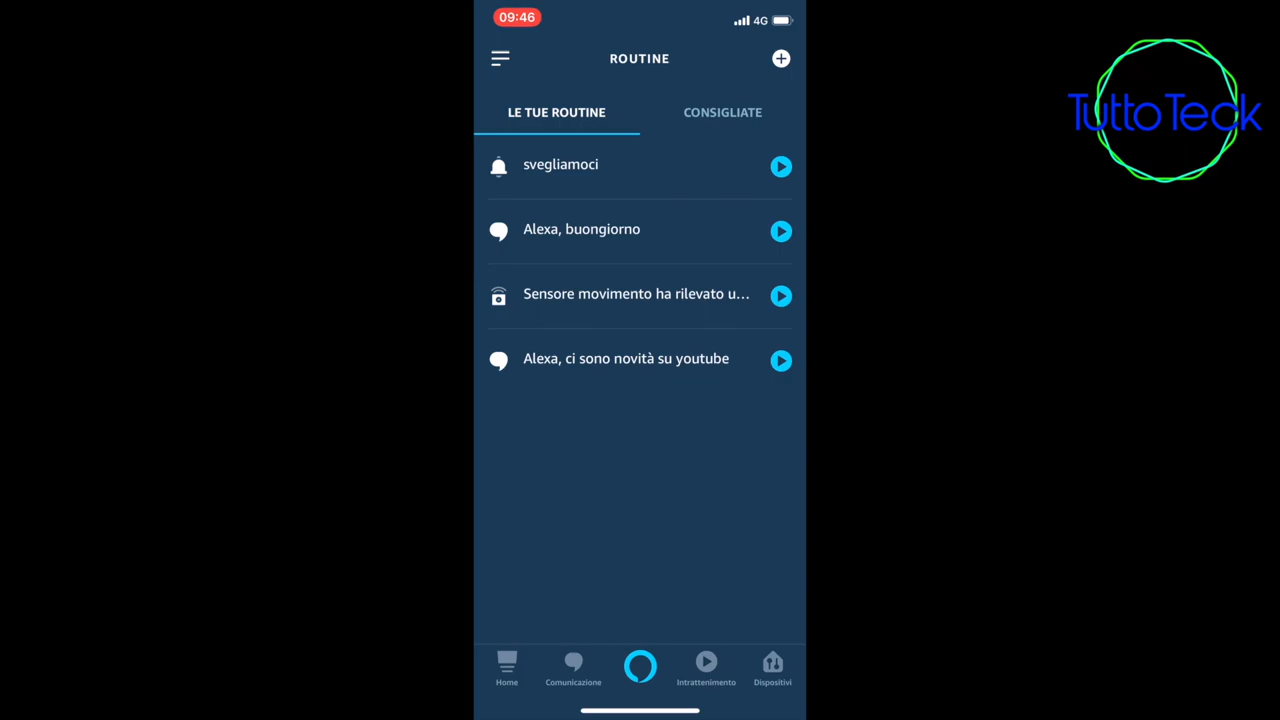 09:46
4G
ROUTINE
LE TUE ROUTINE
CONSIGLIATE
svegliamoci
Alexa, buongiorno
Sensore movimento ha rilevato u...
Alexa, ci sono novità su youtube
Home
Comunicazione
Intrattenimento
Dispositivi
TuttoTeck